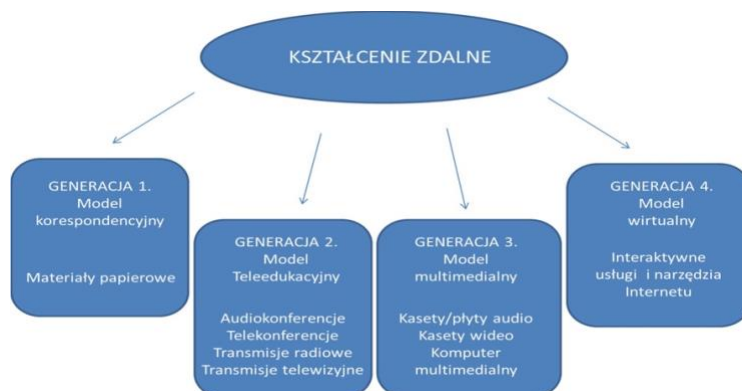 KSZTAŁCENIE ZDALNE
GENERACJA 1.
Model
korespondencyjny
Materiały papierowe
GENERACJA 2.
Model
Teleedukacyjny
Audiokonferencje
Telekonferencje
Transmisje radiowe
Transmisje telewizyjne
GENERACJA 3.
Model
multimedialny
Kasety/płyty audio
Kasety wideo
Komputer
multimedialny
GENERACJA 4.
Model
wirtualny
Interaktywne
usługi i narzędzia
Internetu